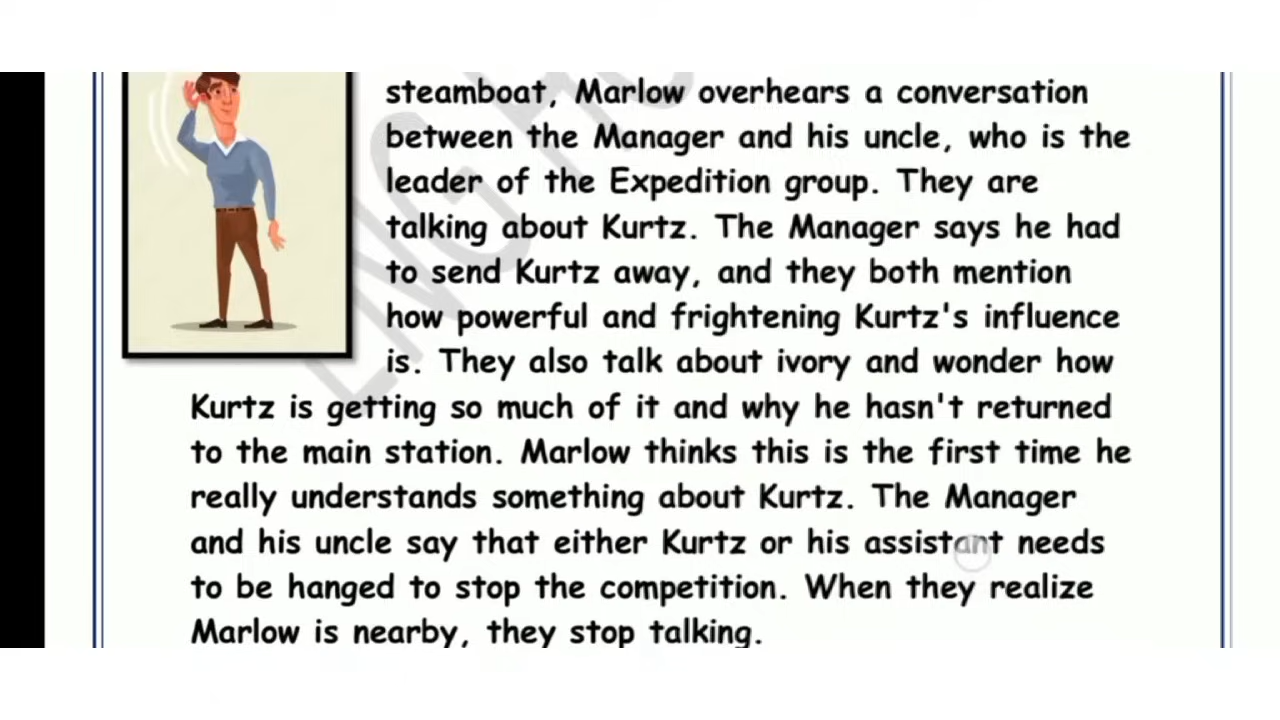 steamboat, Marlow overhears a conversation
between the Manager and his uncle, who is the
leader of the Expedition group. They are
talking about Kurtz. The Manager says he had
to send Kurtz away, and they both mention
how powerful and frightening Kurtz's influence
is. They also talk about ivory and wonder how
Kurtz is getting so much of it and why he hasn't returned
to the main station. Marlow thinks this is the first time he
really understands something about Kurtz. The Manager
and his uncle say that either Kurtz or his assistant needs
to be hanged to stop the competition. When they realize
Marlow is nearby, they stop talking.